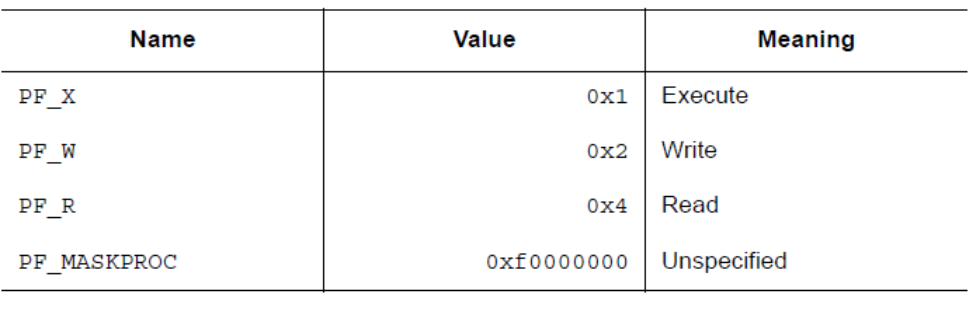 Name Value Meaning
PF_X 0x1 Execute
PF_W 0x2 Write
PF_R 0x4 Read
PF_MASKPROC 0xf0000000 Unspecified